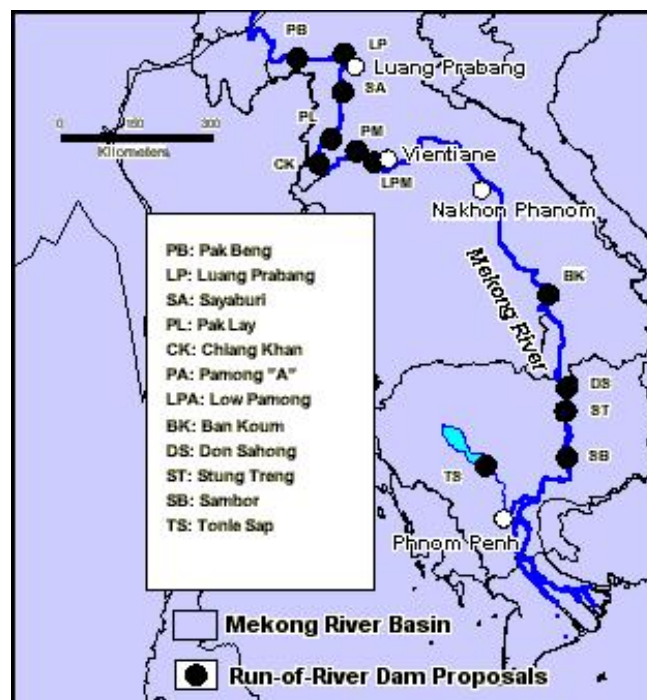 PB
LP
Luang Prabang
SA
0 150 300
Kilometers
PL
PM
CK
Vientiane
LPM
Nakhon Phanom
Mekong River
BK
PB: Pak Beng
LP: Luang Prabang
SA: Sayaburi
PL: Pak Lay
CK: Chiang Khan
PA: Pamong "A"
LPA: Low Pamong
BK: Ban Koum
DS: Don Sahong
ST: Stung Treng
SB: Sambor
TS: Tonle Sap
DS
ST
SB
TS
Phnom Penh
Mekong River Basin
Run-of-River Dam Proposals